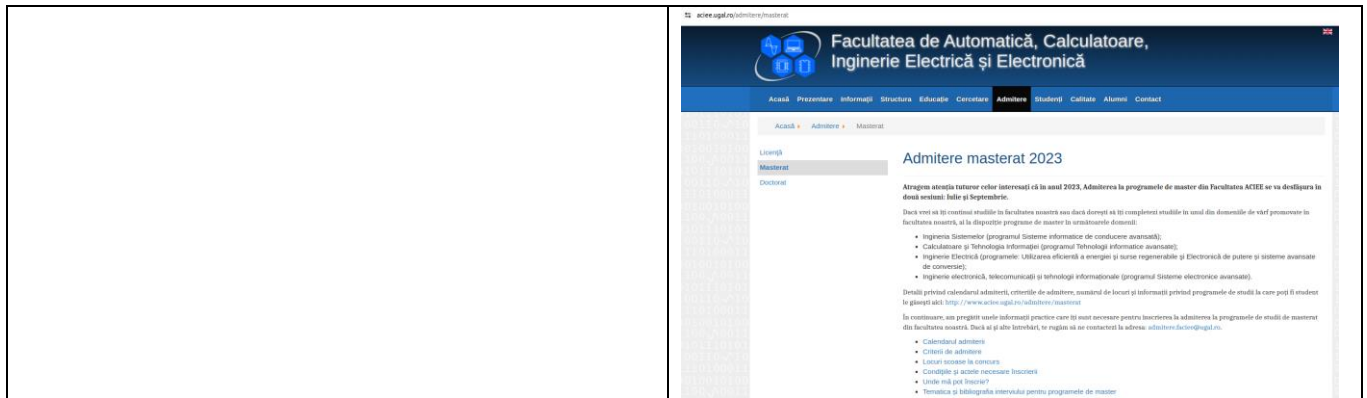 aciee.ugal.ro/admitere/masterat
Facultatea de Automatică, Calculatoare,
Inginerie Electrică și Electronică
Acasă Prezentare Informații Structura Educație Cercetare Admitere Studenți Calitate Alumni Contact
Acasă Admitere Masterat
Licență
Masterat
Doctorat
Admitere masterat 2023
Atragem atenția tuturor celor interesați că în anul 2023, Admiterea la programele de master din Facultatea ACIEE se va desfășura în
două sesiuni: Iulie și Septembrie.
Dacă vrei să îți continui studiile în facultatea noastră sau dacă dorești să îți completezi studiile în unul din domeniile de vârf promovate în
facultatea noastră, ai la dispoziție programe de master în următoarele domenii:
• Ingineria Sistemelor (programul Sisteme informatice de conducere avansată);
• Calculatoare și Tehnologia Informației (programul Tehnologii informatice avansate);
• Inginerie Electrică (programele: Utilizarea eficientă a energiei și surse regenerabile și Electronică de putere și sisteme avansate
de conversie);
• Inginerie electronică, telecomunicații și tehnologii informaționale (programul Sisteme electronice avansate).
Detalii privind calendarul admiterii, criteriile de admitere, numărul de locuri și informații privind programele de studii la care poți fi student
le găsești aici: http://www.aciee.ugal.ro/admitere/masterat
În continuare, am pregătit unele informații practice care îți sunt necesare pentru înscrierea la admiterea la programele de studii de masterat
din facultatea noastră. Dacă ai și alte întrebări, te rugăm să ne contactezi la adresa: admitere.faciee@ugal.ro.
• Calendarul admiterii
• Criterii de admitere
• Locuri scoase la concurs
• Condițiile și actele necesare înscrierii
• Unde mă pot înscrie?
• Tematica și bibliografia interviului pentru programele de master